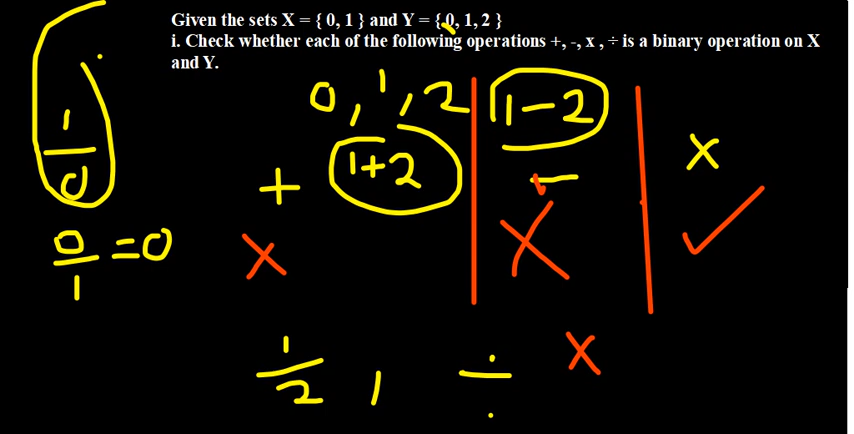 Given the sets X = { 0, 1 } and Y = { 0, 1, 2 }
i. Check whether each of the following operations +, -, x , ÷ is a binary operation on X
and Y.
0, 1, 2
1 - 2
1
0
+
1+2
-
x
0/1 = 0
1/2 , ÷